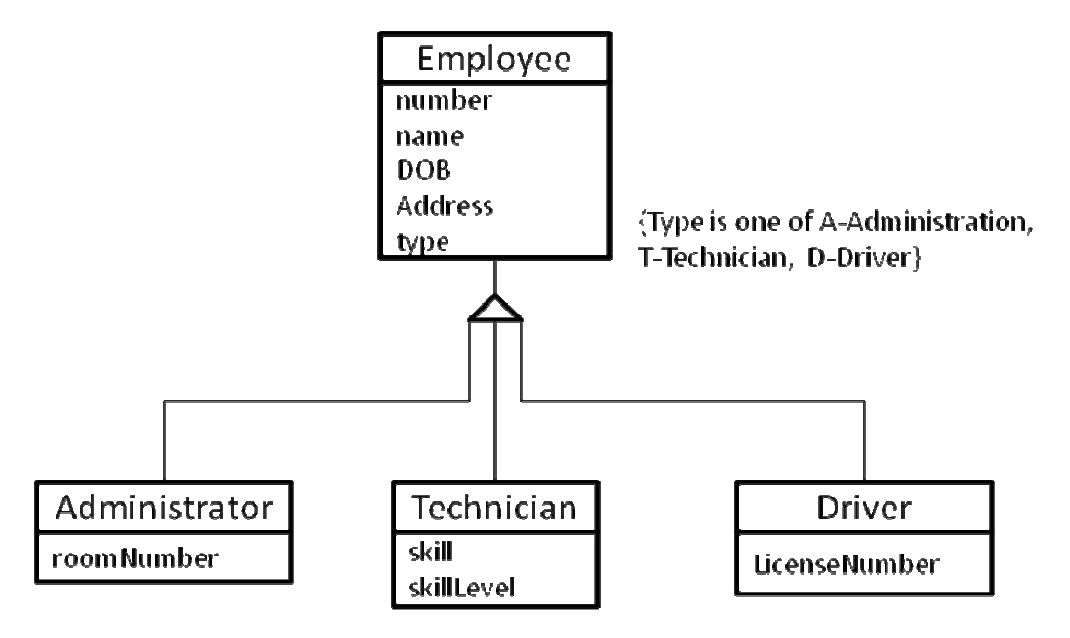 Employee
number
name
DOB
Address
type
{Type is one of A-Administration,
T-Technician, D-Driver}
Administrator
roomNumber
Technician
skill
skillLevel
Driver
LicenseNumber